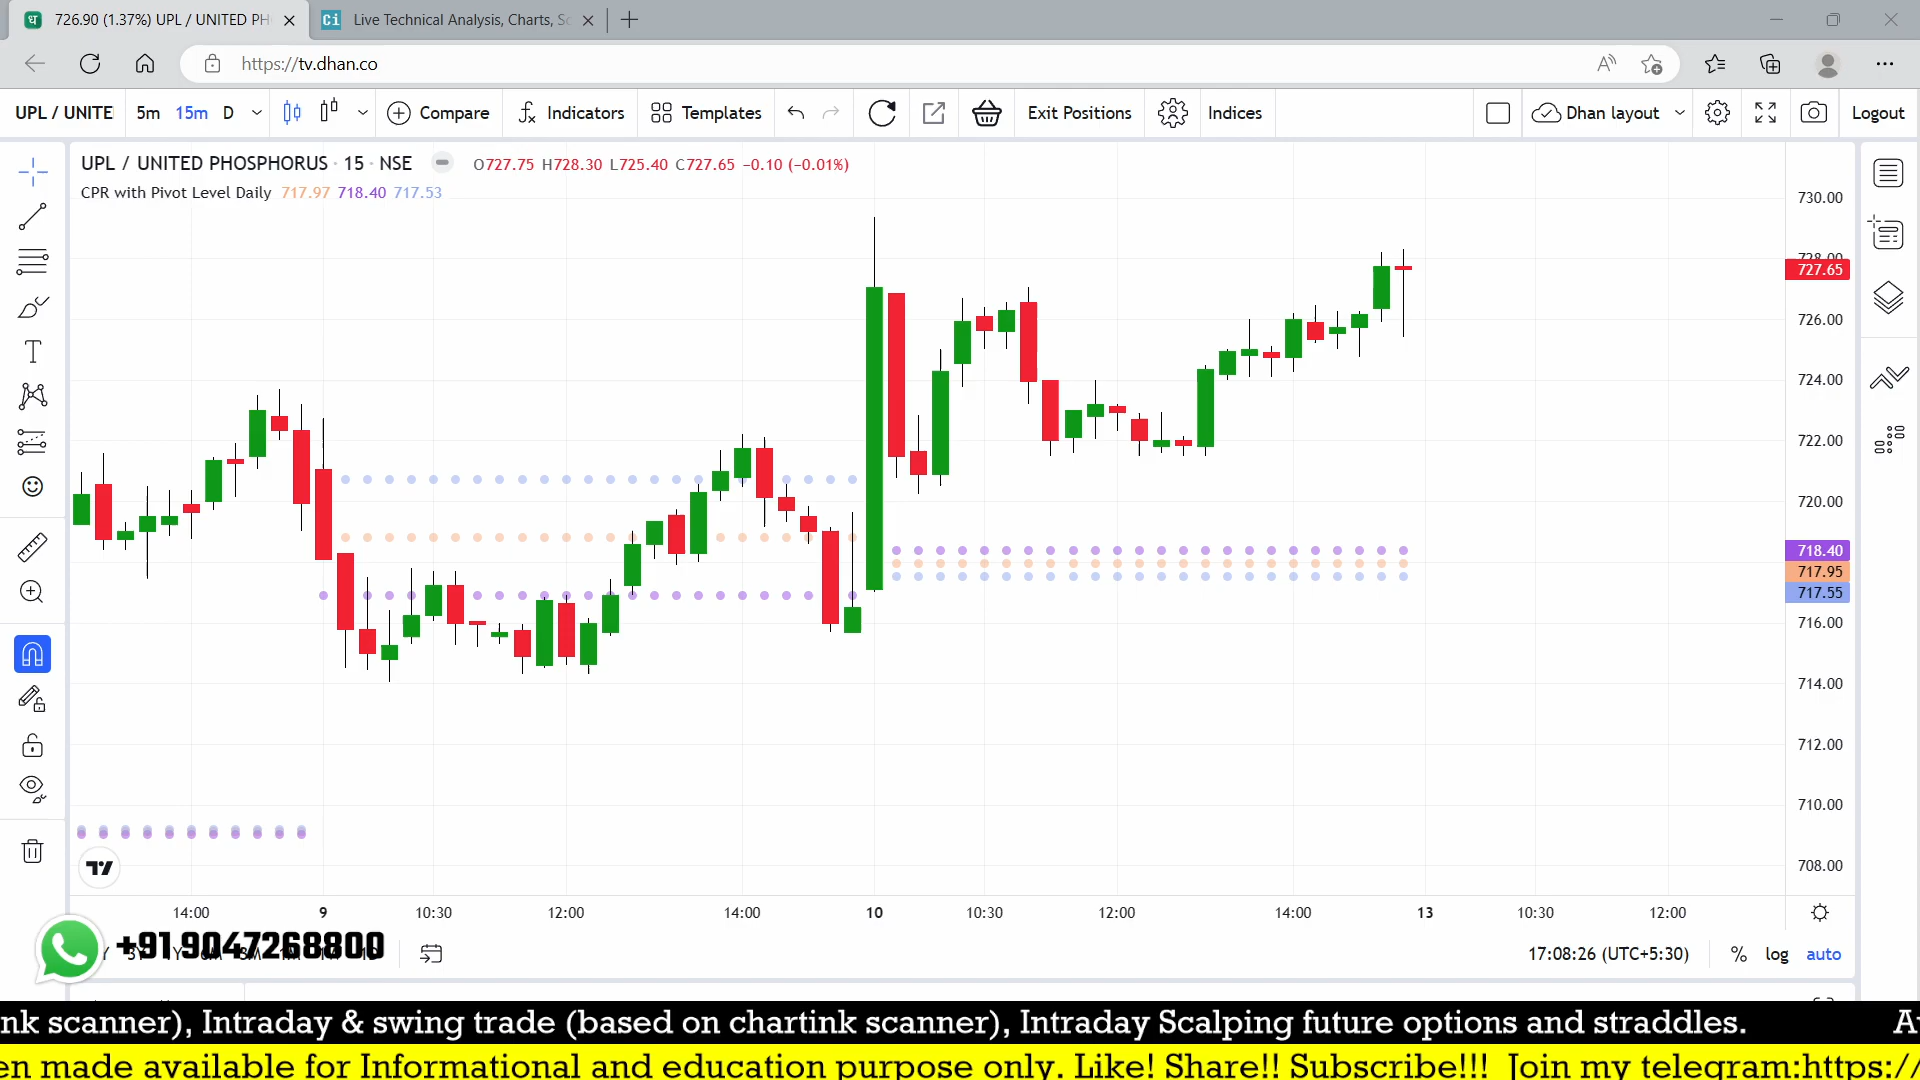 726.90 (1.37%) UPL / UNITED PH
Ci Live Technical Analysis, Charts, Sc
https://tv.dhan.co
UPL / UNITE 5m 15m D Compare Indicators Templates Exit Positions Indices Dhan layout Logout
UPL / UNITED PHOSPHORUS · 15 · NSE O727.75 H728.30 L725.40 C727.65 −0.10 (−0.01%)
CPR with Pivot Level Daily 717.97 718.40 717.53
730.00
728.00
727.65
726.00
724.00
722.00
720.00
718.40
717.95
717.55
716.00
714.00
712.00
710.00
708.00
14:00 9 10:30 12:00 14:00 10 10:30 12:00 14:00 13 10:30 12:00
+91 9047268800
17:08:26 (UTC+5:30) % log auto
nk scanner), Intraday & swing trade (based on chartink scanner), Intraday Scalping future options and straddles.
en made available for Informational and education purpose only. Like! Share!! Subscribe!!! Join my telegram:https://